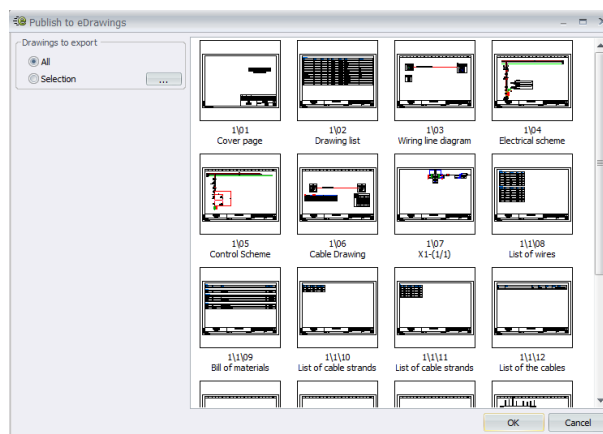 Publish to eDrawings
Drawings to export
All
Selection
...
1\01
Cover page
1\02
Drawing list
1\03
Wiring line diagram
1\04
Electrical scheme
1\05
Control Scheme
1\06
Cable Drawing
1\07
X1-(1/1)
1\1\08
List of wires
1\1\09
Bill of materials
1\1\10
List of cable strands
1\1\11
List of cable strands
1\1\12
List of the cables
OK
Cancel